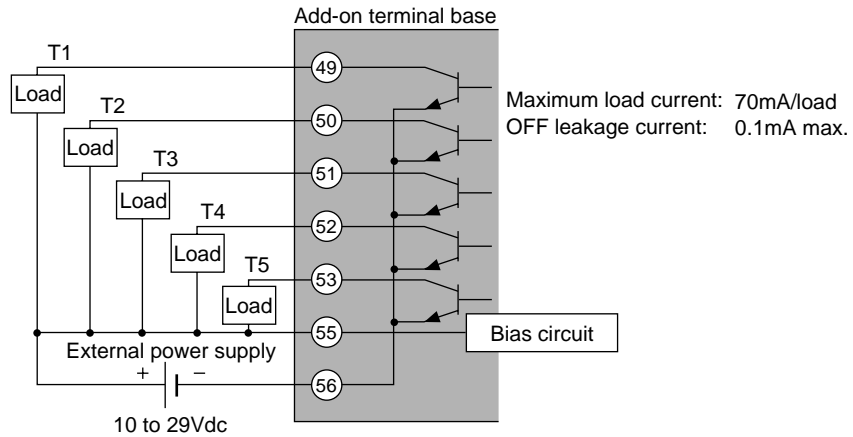 Add-on terminal base
T1
Load
49
Maximum load current: 70mA/load
OFF leakage current: 0.1mA max.
T2
Load
50
T3
Load
51
T4
Load
52
T5
Load
53
55
Bias circuit
External power supply
+ −
56
10 to 29Vdc